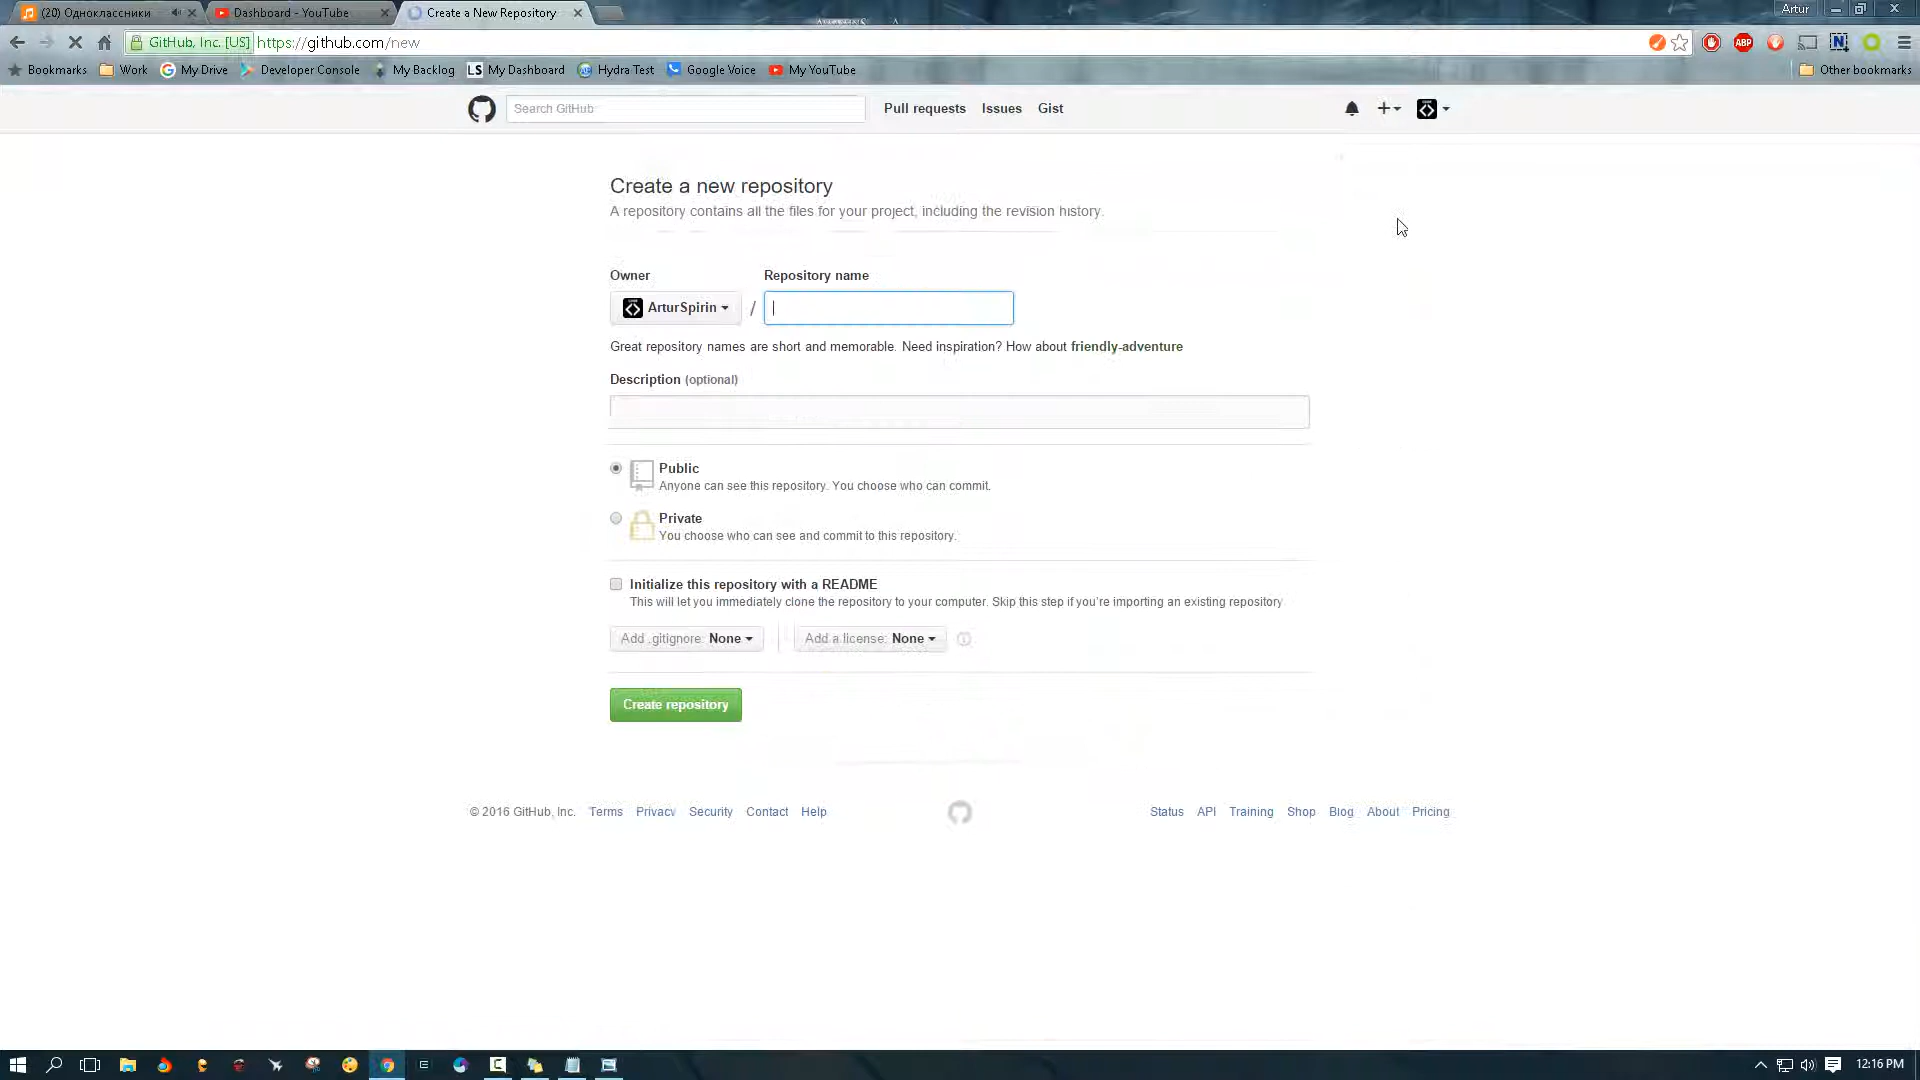 (20) Одноклассники
Dashboard - YouTube
Create a New Repository
Artur
GitHub, Inc. [US]
https://github.com/new
Bookmarks
Work
My Drive
Developer Console
My Backlog
LS My Dashboard
Hydra Test
Google Voice
My YouTube
Other bookmarks
Search GitHub
Pull requests
Issues
Gist
Create a new repository
A repository contains all the files for your project, including the revision history.
Owner
Repository name
ArturSpirin
/
Great repository names are short and memorable. Need inspiration? How about friendly-adventure
Description (optional)
Public
Anyone can see this repository. You choose who can commit.
Private
You choose who can see and commit to this repository.
Initialize this repository with a README
This will let you immediately clone the repository to your computer. Skip this step if you're importing an existing repository
Add .gitignore: None
Add a license: None
Create repository
© 2016 GitHub, Inc.
Terms
Privacy
Security
Contact
Help
Status
API
Training
Shop
Blog
About
Pricing
12:16 PM